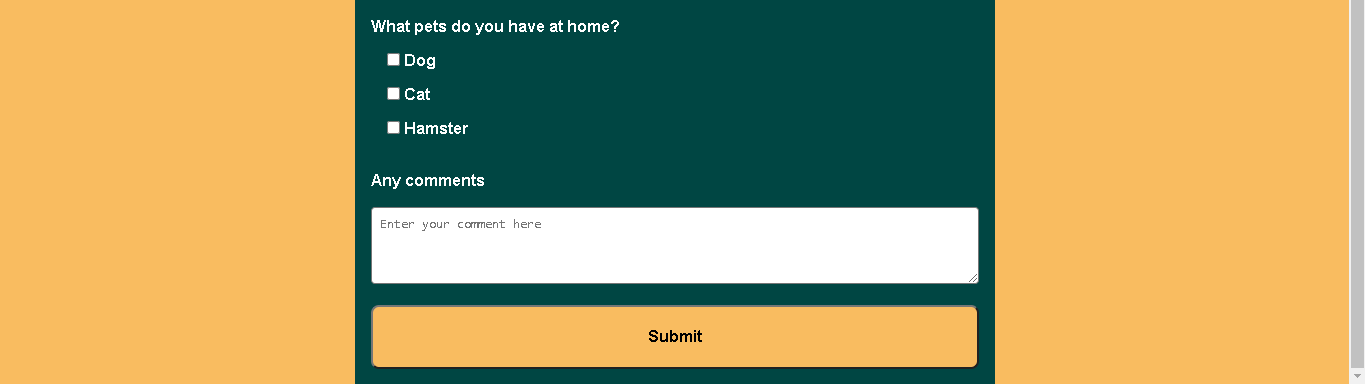 What pets do you have at home?
Dog
Cat
Hamster
Any comments
Enter your comment here
Submit